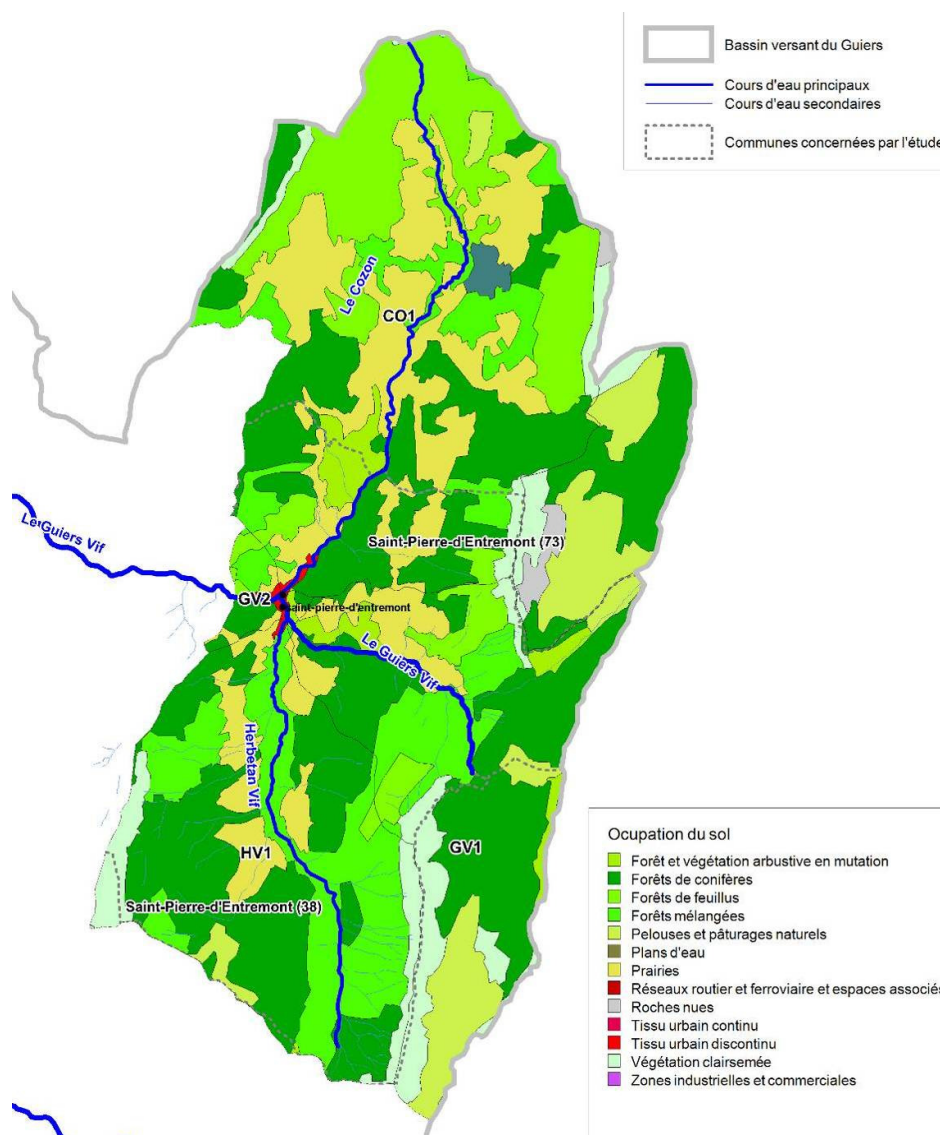 Bassin versant du Guiers
Cours d'eau principaux
Cours d'eau secondaires
Communes concernées par l'étude
Le Cozon
CO1
Le Guiers Vif
Saint-Pierre-d'Entremont (73)
GV2
saint-pierre-d'entremont
Le Guiers Vif
Herbetan Vif
HV1
GV1
Saint-Pierre-d'Entremont (38)
Ocupation du sol
Forêt et végétation arbustive en mutation
Forêts de conifères
Forêts de feuillus
Forêts mélangées
Pelouses et pâturages naturels
Plans d'eau
Prairies
Réseaux routier et ferroviaire et espaces associés
Roches nues
Tissu urbain continu
Tissu urbain discontinu
Végétation clairsemée
Zones industrielles et commerciales